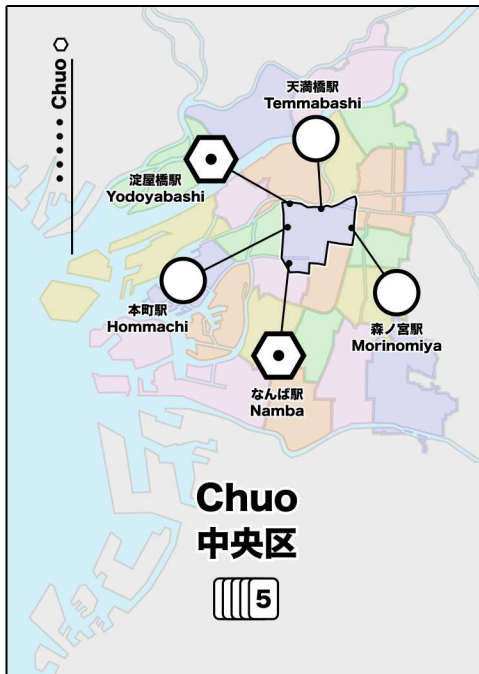 Chuo
天満橋駅
Temmabashi
淀屋橋駅
Yodoyabashi
本町駅
Hommachi
森ノ宮駅
Morinomiya
なんば駅
Namba
Chuo
中央区
5